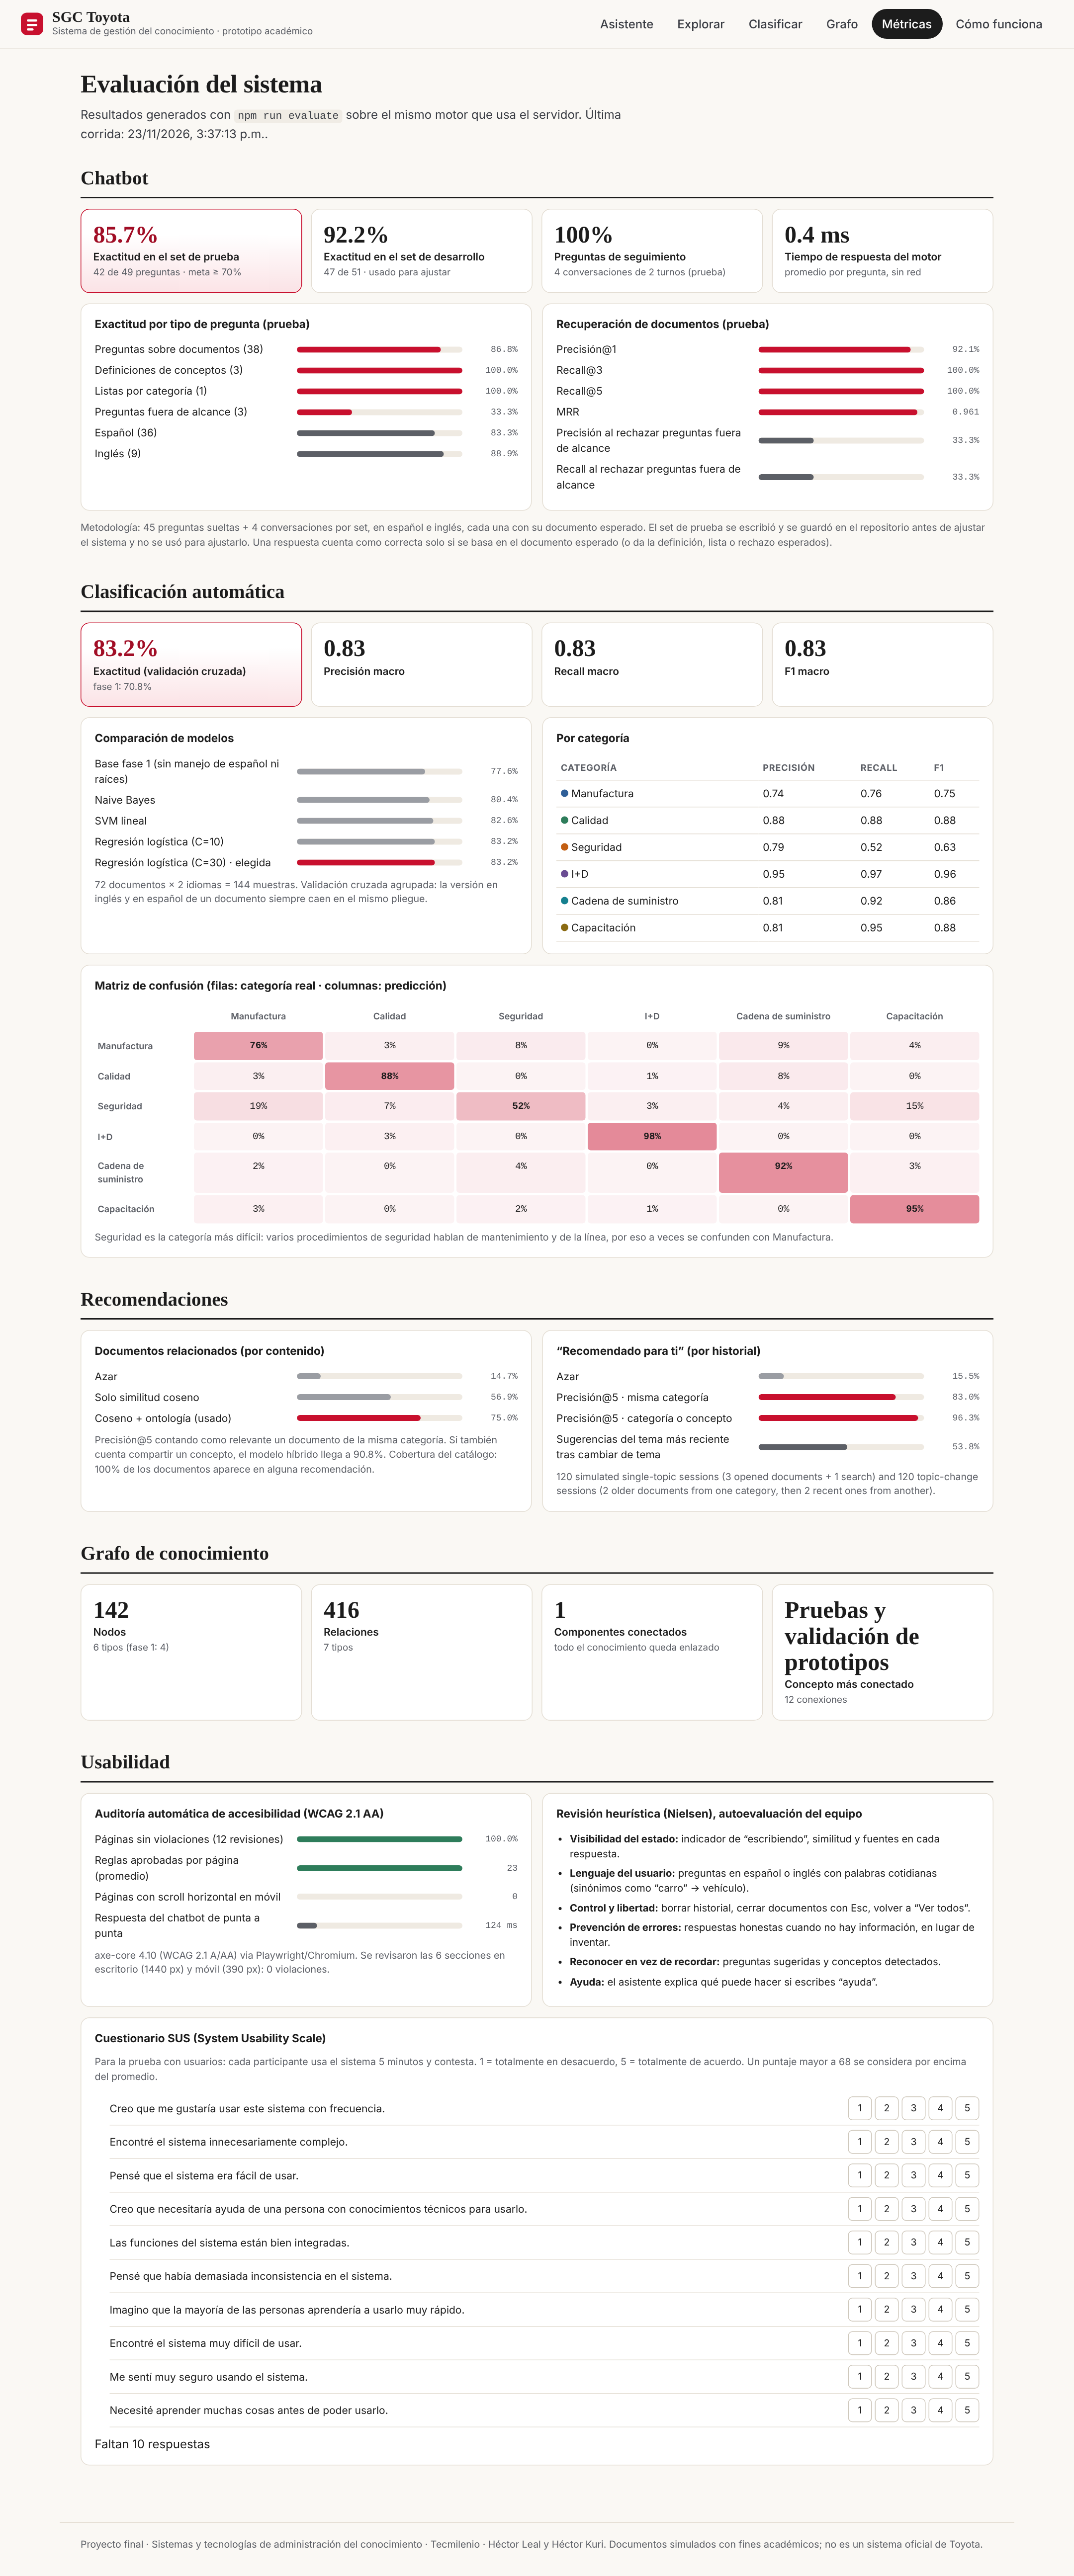 SGC Toyota
Sistema de gestión del conocimiento · prototipo académico
Asistente
Explorar
Clasificar
Grafo
Métricas
Cómo funciona
Evaluación del sistema
Resultados generados con npm run evaluate sobre el mismo motor que usa el servidor. Última
corrida: 23/11/2026, 3:37:13 p.m..
Chatbot
85.7%
Exactitud en el set de prueba
42 de 49 preguntas · meta ≥ 70%
92.2%
Exactitud en el set de desarrollo
47 de 51 · usado para ajustar
100%
Preguntas de seguimiento
4 conversaciones de 2 turnos (prueba)
0.4 ms
Tiempo de respuesta del motor
promedio por pregunta, sin red
Exactitud por tipo de pregunta (prueba)
Preguntas sobre documentos (38) 86.8%
Definiciones de conceptos (3) 100.0%
Listas por categoría (1) 100.0%
Preguntas fuera de alcance (3) 33.3%
Español (36) 83.3%
Inglés (9) 88.9%
Recuperación de documentos (prueba)
Precisión@1 92.1%
Recall@3 100.0%
Recall@5 100.0%
MRR 0.961
Precisión al rechazar preguntas fuera
de alcance 33.3%
Recall al rechazar preguntas fuera de
alcance 33.3%
Metodología: 45 preguntas sueltas + 4 conversaciones por set, en español e inglés, cada una con su documento esperado. El set de prueba se escribió y se guardó en el repositorio antes de ajustar
el sistema y no se usó para ajustarlo. Una respuesta cuenta como correcta solo si se basa en el documento esperado (o da la definición, lista o rechazo esperados).
Clasificación automática
83.2%
Exactitud (validación cruzada)
fase 1: 70.8%
0.83
Precisión macro
0.83
Recall macro
0.83
F1 macro
Comparación de modelos
Base fase 1 (sin manejo de español ni
raíces) 77.6%
Naive Bayes 80.4%
SVM lineal 82.6%
Regresión logística (C=10) 83.2%
Regresión logística (C=30) · elegida 83.2%
72 documentos × 2 idiomas = 144 muestras. Validación cruzada agrupada: la versión en
inglés y en español de un documento siempre caen en el mismo pliegue.
Por categoría
CATEGORÍA PRECISIÓN RECALL F1
Manufactura 0.74 0.76 0.75
Calidad 0.88 0.88 0.88
Seguridad 0.79 0.52 0.63
I+D 0.95 0.97 0.96
Cadena de suministro 0.81 0.92 0.86
Capacitación 0.81 0.95 0.88
Matriz de confusión (filas: categoría real · columnas: predicción)
Manufactura Calidad Seguridad I+D Cadena de suministro Capacitación
Manufactura 76% 3% 8% 0% 9% 4%
Calidad 3% 88% 0% 1% 8% 0%
Seguridad 19% 7% 52% 3% 4% 15%
I+D 0% 3% 0% 98% 0% 0%
Cadena de
suministro 2% 0% 4% 0% 92% 3%
Capacitación 3% 0% 2% 1% 0% 95%
Seguridad es la categoría más difícil: varios procedimientos de seguridad hablan de mantenimiento y de la línea, por eso a veces se confunden con Manufactura.
Recomendaciones
Documentos relacionados (por contenido)
Azar 14.7%
Solo similitud coseno 56.9%
Coseno + ontología (usado) 75.0%
Precisión@5 contando como relevante un documento de la misma categoría. Si también
cuenta compartir un concepto, el modelo híbrido llega a 90.8%. Cobertura del catálogo:
100% de los documentos aparece en alguna recomendación.
“Recomendado para ti” (por historial)
Azar 15.5%
Precisión@5 · misma categoría 83.0%
Precisión@5 · categoría o concepto 96.3%
Sugerencias del tema más reciente
tras cambiar de tema 53.8%
120 simulated single-topic sessions (3 opened documents + 1 search) and 120 topic-change
sessions (2 older documents from one category, then 2 recent ones from another).
Grafo de conocimiento
142
Nodos
6 tipos (fase 1: 4)
416
Relaciones
7 tipos
1
Componentes conectados
todo el conocimiento queda enlazado
Pruebas y
validación de
prototipos
Concepto más conectado
12 conexiones
Usabilidad
Auditoría automática de accesibilidad (WCAG 2.1 AA)
Páginas sin violaciones (12 revisiones) 100.0%
Reglas aprobadas por página
(promedio) 23
Páginas con scroll horizontal en móvil 0
Respuesta del chatbot de punta a
punta 124 ms
axe-core 4.10 (WCAG 2.1 A/AA) via Playwright/Chromium. Se revisaron las 6 secciones en
escritorio (1440 px) y móvil (390 px): 0 violaciones.
Revisión heurística (Nielsen), autoevaluación del equipo
• Visibilidad del estado: indicador de “escribiendo”, similitud y fuentes en cada
respuesta.
• Lenguaje del usuario: preguntas en español o inglés con palabras cotidianas
(sinónimos como “carro” → vehículo).
• Control y libertad: borrar historial, cerrar documentos con Esc, volver a “Ver todos”.
• Prevención de errores: respuestas honestas cuando no hay información, en lugar de
inventar.
• Reconocer en vez de recordar: preguntas sugeridas y conceptos detectados.
• Ayuda: el asistente explica qué puede hacer si escribes “ayuda”.
Cuestionario SUS (System Usability Scale)
Para la prueba con usuarios: cada participante usa el sistema 5 minutos y contesta. 1 = totalmente en desacuerdo, 5 = totalmente de acuerdo. Un puntaje mayor a 68 se considera por encima
del promedio.
Creo que me gustaría usar este sistema con frecuencia. 1 2 3 4 5
Encontré el sistema innecesariamente complejo. 1 2 3 4 5
Pensé que el sistema era fácil de usar. 1 2 3 4 5
Creo que necesitaría ayuda de una persona con conocimientos técnicos para usarlo. 1 2 3 4 5
Las funciones del sistema están bien integradas. 1 2 3 4 5
Pensé que había demasiada inconsistencia en el sistema. 1 2 3 4 5
Imagino que la mayoría de las personas aprendería a usarlo muy rápido. 1 2 3 4 5
Encontré el sistema muy difícil de usar. 1 2 3 4 5
Me sentí muy seguro usando el sistema. 1 2 3 4 5
Necesité aprender muchas cosas antes de poder usarlo. 1 2 3 4 5
Faltan 10 respuestas
Proyecto final · Sistemas y tecnologías de administración del conocimiento · Tecmilenio · Héctor Leal y Héctor Kuri. Documentos simulados con fines académicos; no es un sistema oficial de Toyota.